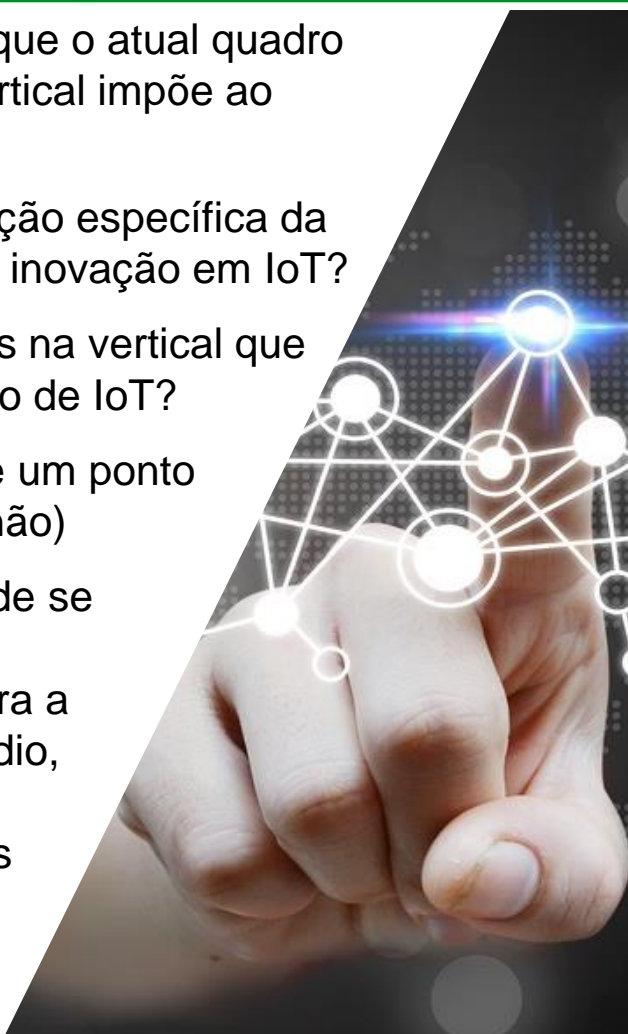 que o atual quadro
rtical impõe ao
ção específica da
inovação em IoT?
s na vertical que
o de IoT?
e um ponto
não)
de se
ra a
dio,
s